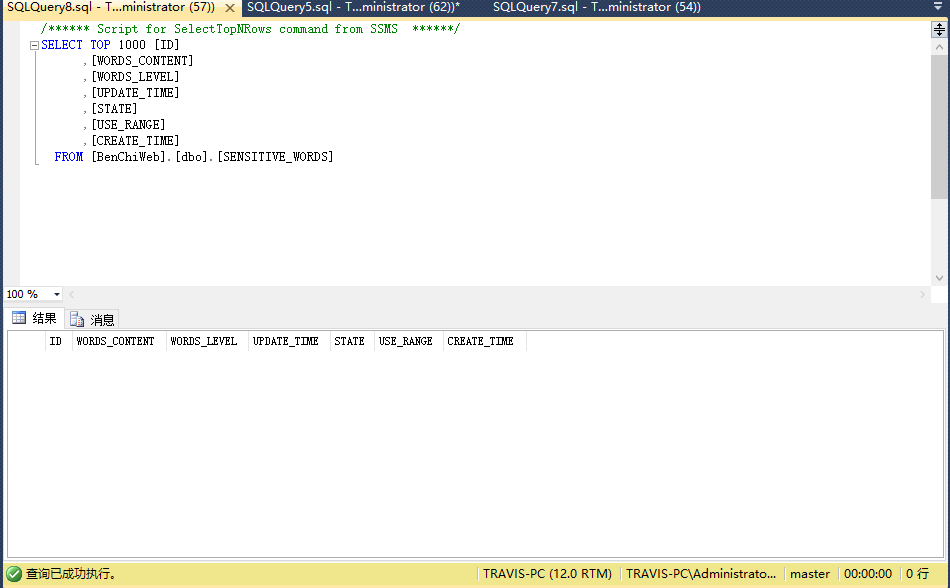 SQLQuery8.sql - T...ministrator (57)) SQLQuery5.sql - T...ministrator (62))* SQLQuery7.sql - T...ministrator (54))
/****** Script for SelectTopNRows command from SSMS  ******/
SELECT TOP 1000 [ID]
,[WORDS_CONTENT]
,[WORDS_LEVEL]
,[UPDATE_TIME]
,[STATE]
,[USE_RANGE]
,[CREATE_TIME]
FROM [BenChiWeb].[dbo].[SENSITIVE_WORDS]
100 %
结果 消息
ID WORDS_CONTENT WORDS_LEVEL UPDATE_TIME STATE USE_RANGE CREATE_TIME
查询已成功执行。 TRAVIS-PC (12.0 RTM) TRAVIS-PC\Administrato... master 00:00:00 0 行